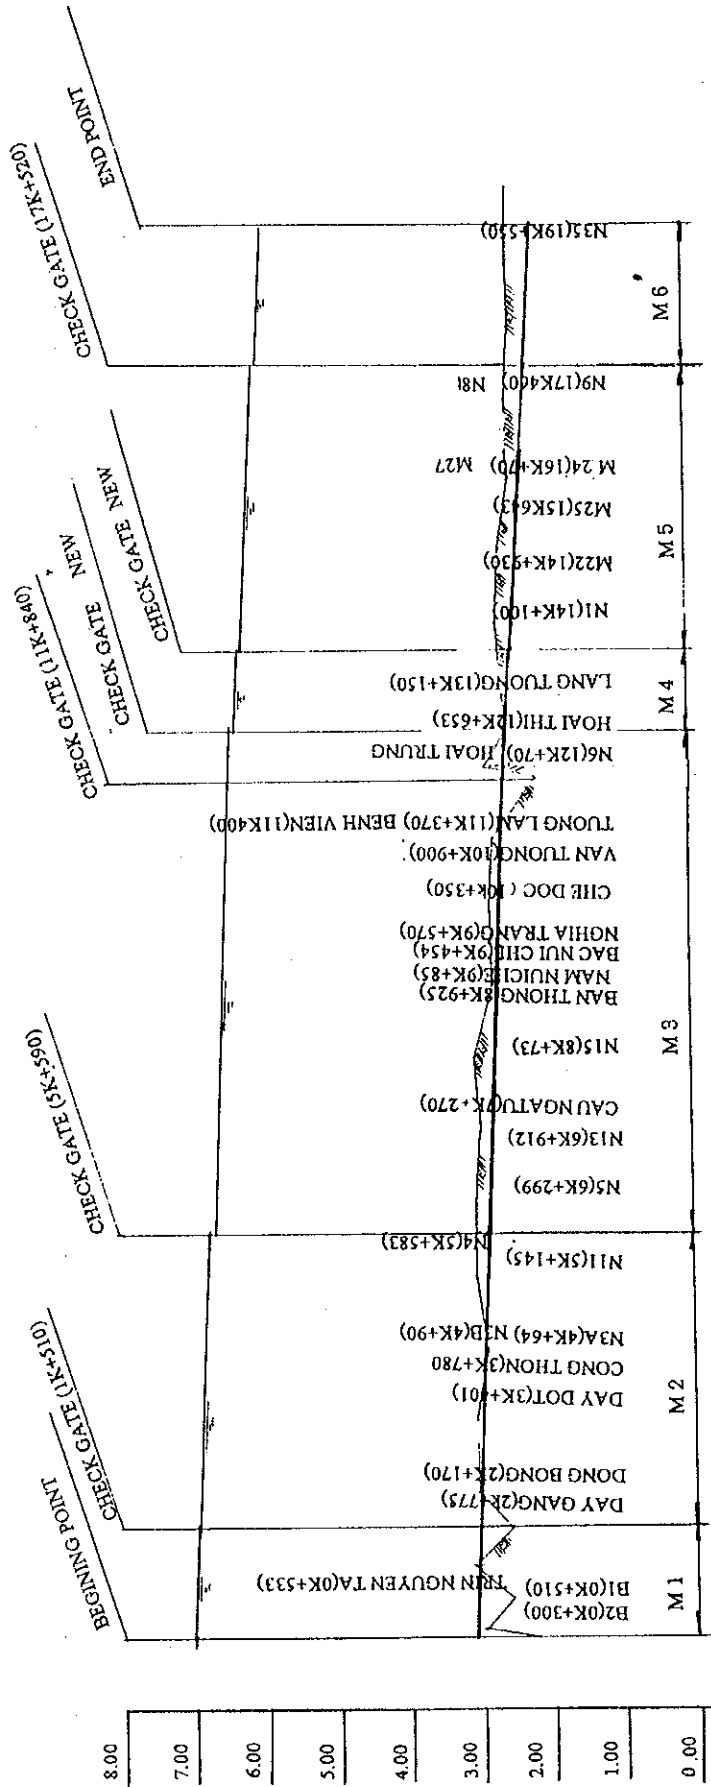 BEGINING POINT
CHECK GATE (1K+510)
CHECK GATE (5K+590)
CHECK GATE (11K+840)
CHECK GATE NEW
CHECK GATE NEW
CHECK GATE (17K+520)
END POINT
8.00
7.00
6.00
5.00
4.00
3.00
2.00
1.00
0.00
B2(0K+300)
B1(0K+510)
TRIN NGUYEN TA(0K+533)
DAY GANG(2K+775)
DONG BONG(2K+170)
DAY DOT(3K+401)
CONG THON(3K+780
N3A(4K+64) N3B(4K+90)
N11(5K+145)
N4(5K+583)
N5(6K+299)
N13(6K+912)
CAU NGATU(7K+270)
N15(8K+73)
BAN THONG(8K+925)
NAM NUICHE(9K+85)
BAC NUI CHE(9K+454)
NGHIA TRANG(9K+570)
CHE DOC (10k+350)
VAN TUONG(10K+900)
TUONG LAM(11K+370) BENH VIEN(11K400)
N6(12K+70) HOAI TRUNG
HOAI THI(12K+653)
LANG TUONG(13K+150)
N1(14K+100)
M22(14K+930)
M25(15K643)
M 24(16K+70) M27
N9(17K460) N8
N35(19K+550)
M 1
M 2
M 3
M 4
M 5
M 6